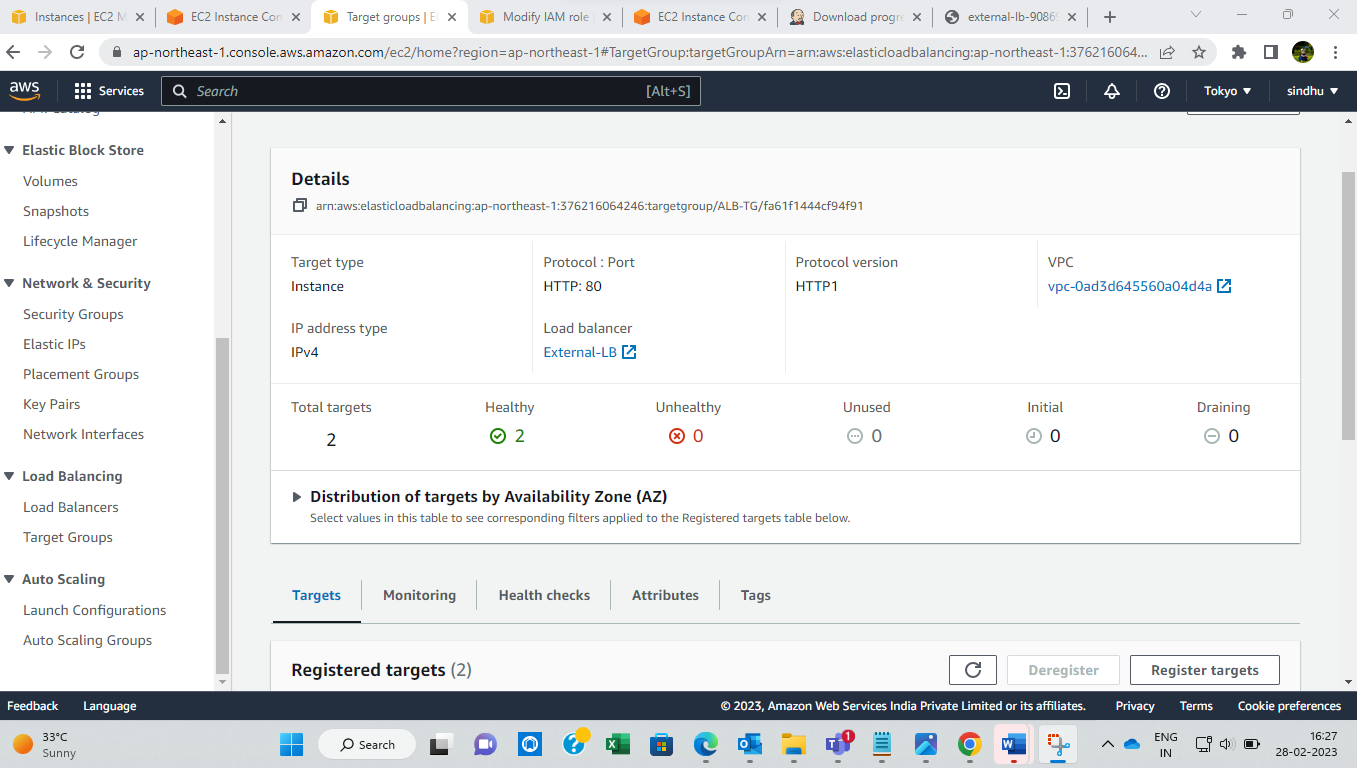 Instances | EC2 M
EC2 Instance Con
Target groups | E
Modify IAM role
EC2 Instance Con
Download progre
external-lb-9086
ap-northeast-1.console.aws.amazon.com/ec2/home?region=ap-northeast-1#TargetGroup:targetGroupArn=arn:aws:elasticloadbalancing:ap-northeast-1:376216064...
aws
Services
Search
[Alt+S]
Tokyo
sindhu
Elastic Block Store
Volumes
Snapshots
Lifecycle Manager
Network & Security
Security Groups
Elastic IPs
Placement Groups
Key Pairs
Network Interfaces
Load Balancing
Load Balancers
Target Groups
Auto Scaling
Launch Configurations
Auto Scaling Groups
Details
arn:aws:elasticloadbalancing:ap-northeast-1:376216064246:targetgroup/ALB-TG/fa61f1444cf94f91
Target type
Instance
Protocol : Port
HTTP: 80
Protocol version
HTTP1
VPC
vpc-0ad3d645560a04d4a
IP address type
IPv4
Load balancer
External-LB
Total targets
2
Healthy
2
Unhealthy
0
Unused
0
Initial
0
Draining
0
Distribution of targets by Availability Zone (AZ)
Select values in this table to see corresponding filters applied to the Registered targets table below.
Targets
Monitoring
Health checks
Attributes
Tags
Registered targets (2)
Deregister
Register targets
Feedback
Language
© 2023, Amazon Web Services India Private Limited or its affiliates.
Privacy
Terms
Cookie preferences
33°C
Sunny
Search
1
ENG
IN
16:27
28-02-2023